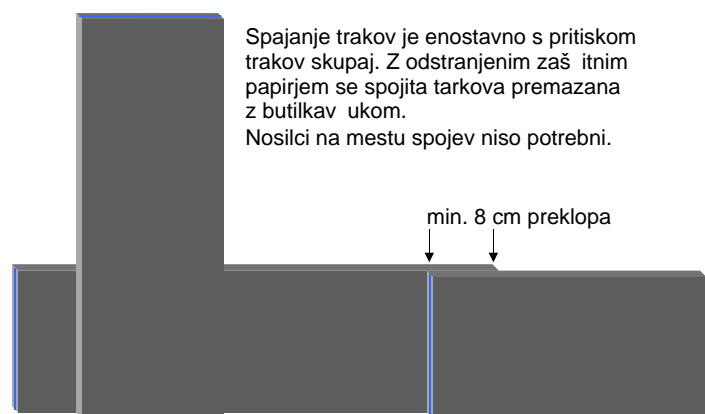 Spajanje trakov je enostavno s pritiskom
trakov skupaj. Z odstranjenim zaš itnim
papirjem se spojita tarkova premazana
z butilkav ukom.
Nosilci na mestu spojev niso potrebni.
min. 8 cm preklopa